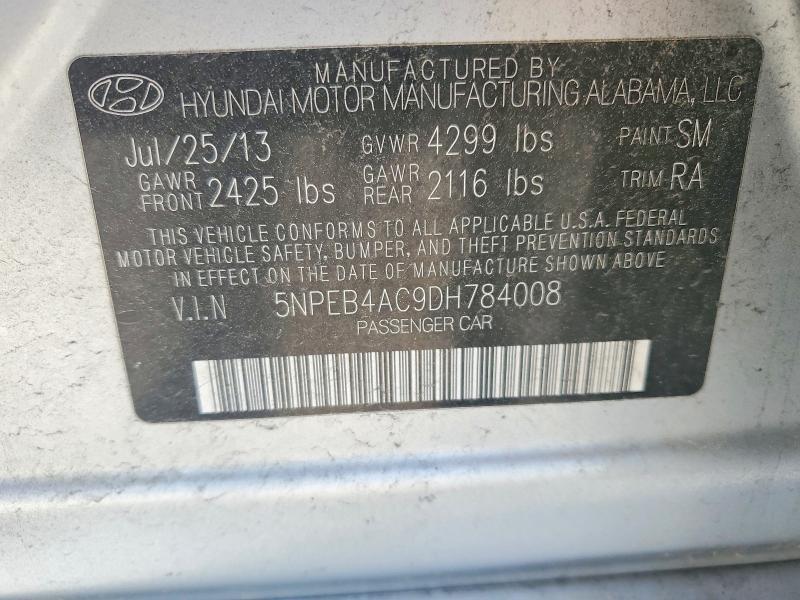 MANUFACTURED BY
HYUNDAI MOTOR MANUFACTURING ALABAMA, LLC
Jul/25/13 GVWR 4299 lbs PAINT SM
GAWR FRONT 2425 lbs GAWR REAR 2116 lbs TRIM RA
THIS VEHICLE CONFORMS TO ALL APPLICABLE U.S.A. FEDERAL
MOTOR VEHICLE SAFETY, BUMPER, AND THEFT PREVENTION STANDARDS
IN EFFECT ON THE DATE OF MANUFACTURE SHOWN ABOVE
V.I.N 5NPEB4AC9DH784008
PASSENGER CAR